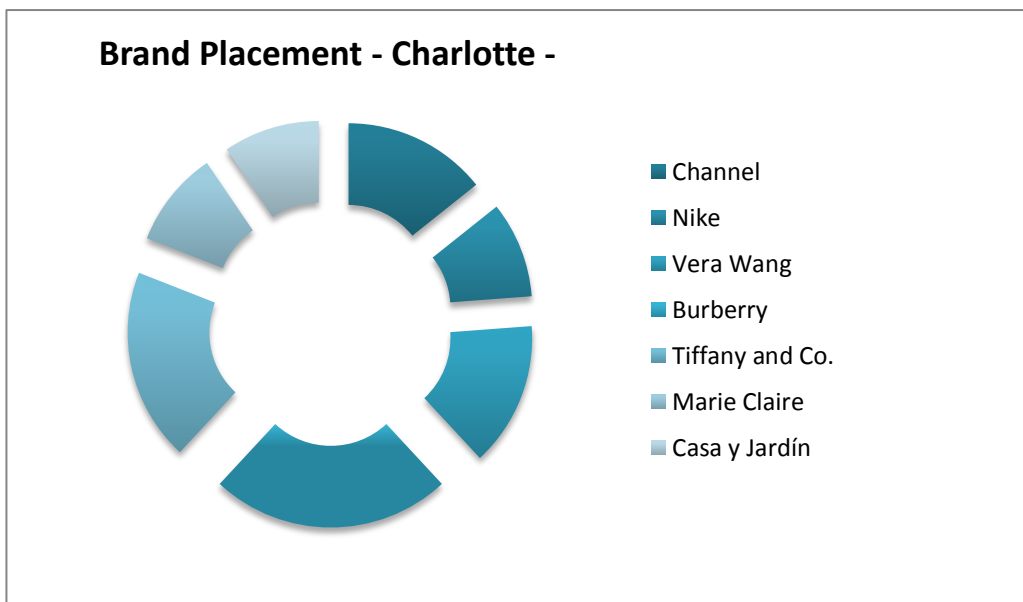 Brand Placement - Charlotte -
Channel
Nike
Vera Wang
Burberry
Tiffany and Co.
Marie Claire
Casa y Jardín